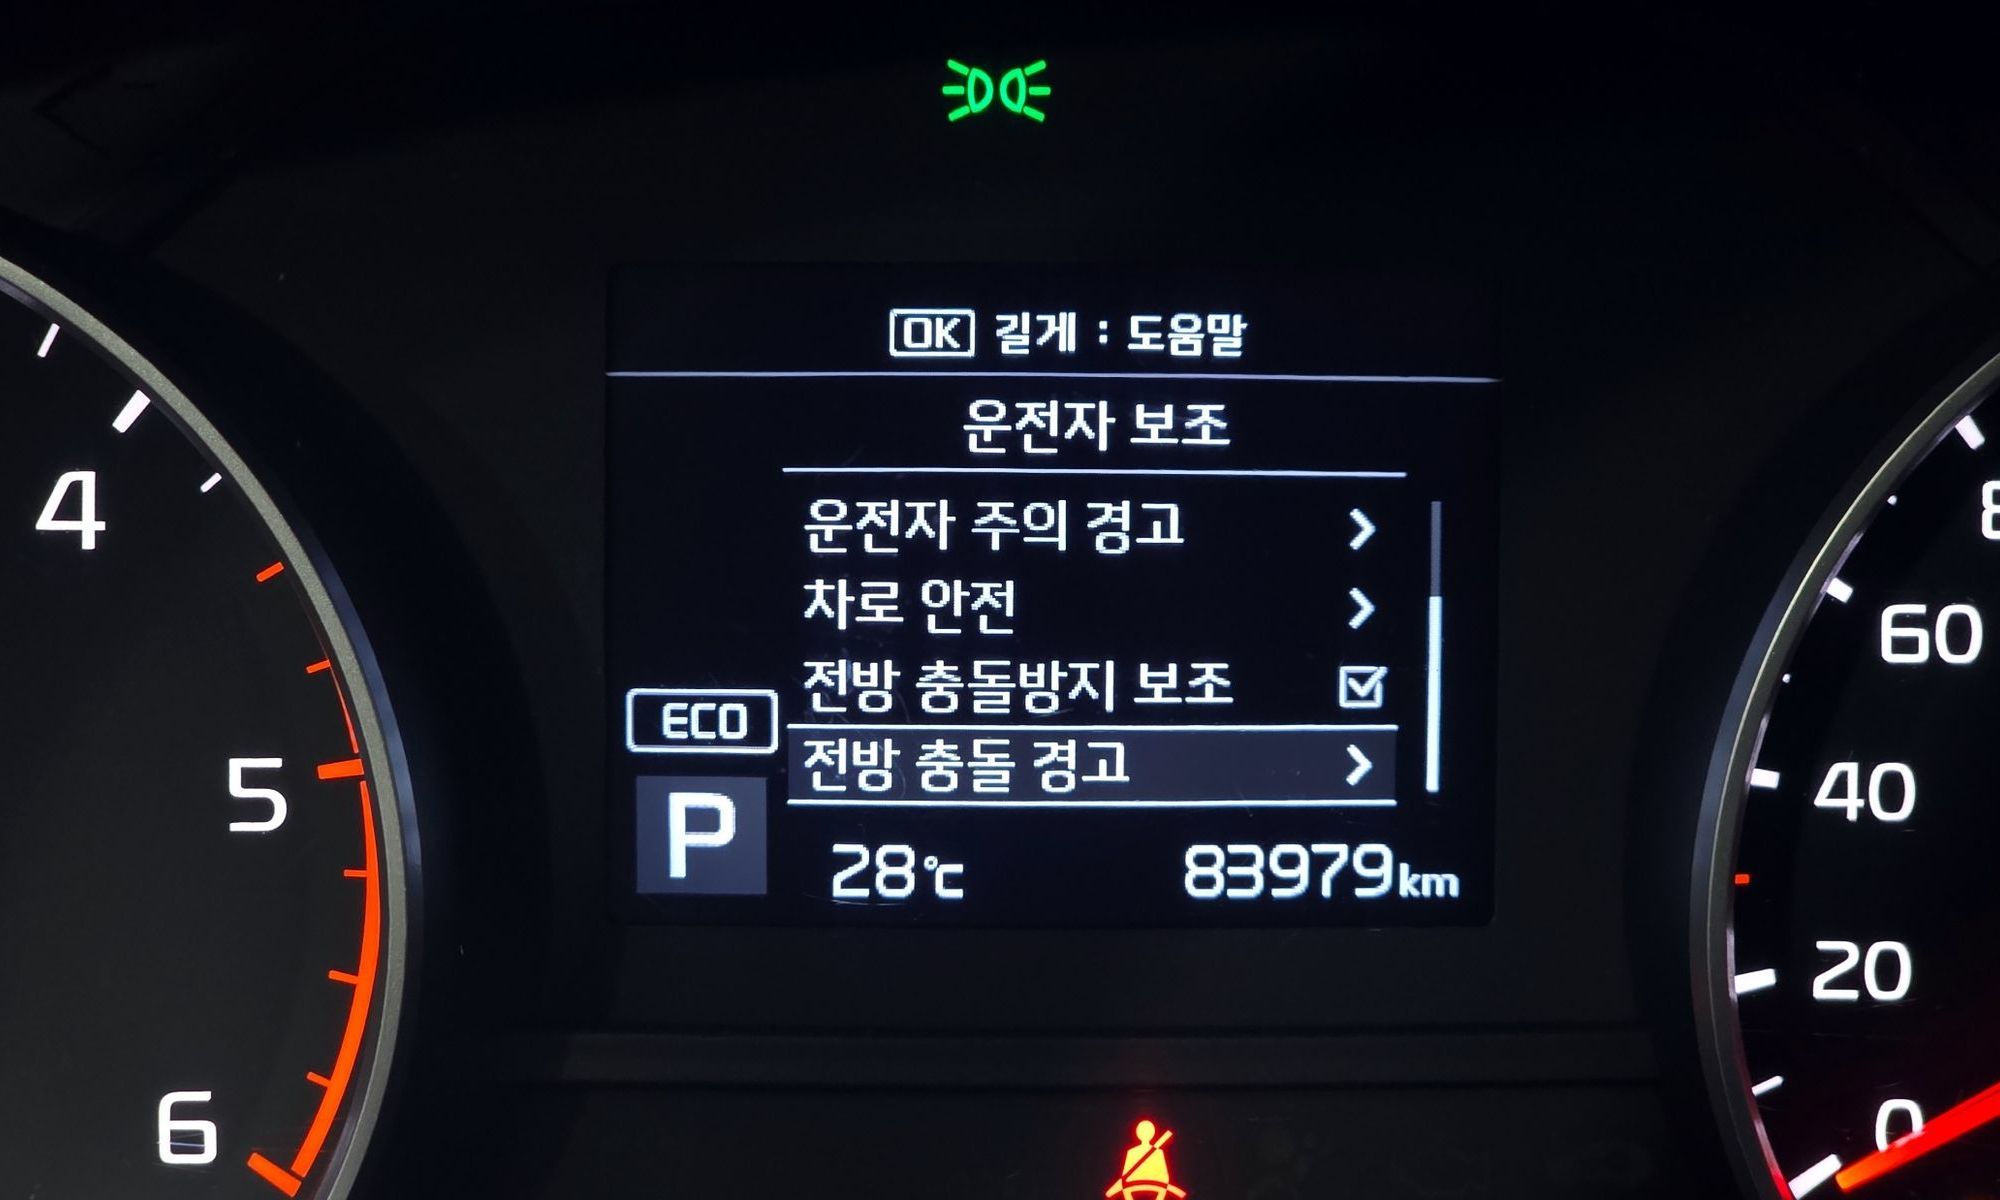 OK 길게 : 도움말
운전자 보조
운전자 주의 경고
차로 안전
전방 충돌방지 보조
ECO
전방 충돌 경고
P
28℃
83979km
4
5
6
8
60
40
20
0